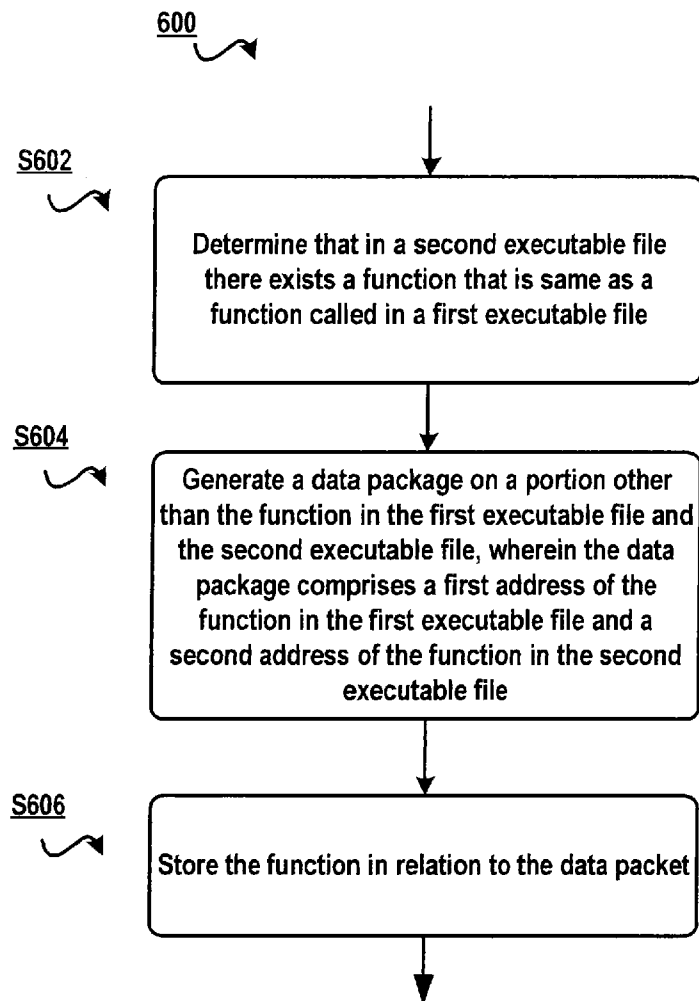 600
S602
Determine that in a second executable file
there exists a function that is same as a
function called in a first executable file
S604
Generate a data package on a portion other
than the function in the first executable file and
the second executable file, wherein the data
package comprises a first address of the
function in the first executable file and a
second address of the function in the second
executable file
S606
Store the function in relation to the data packet